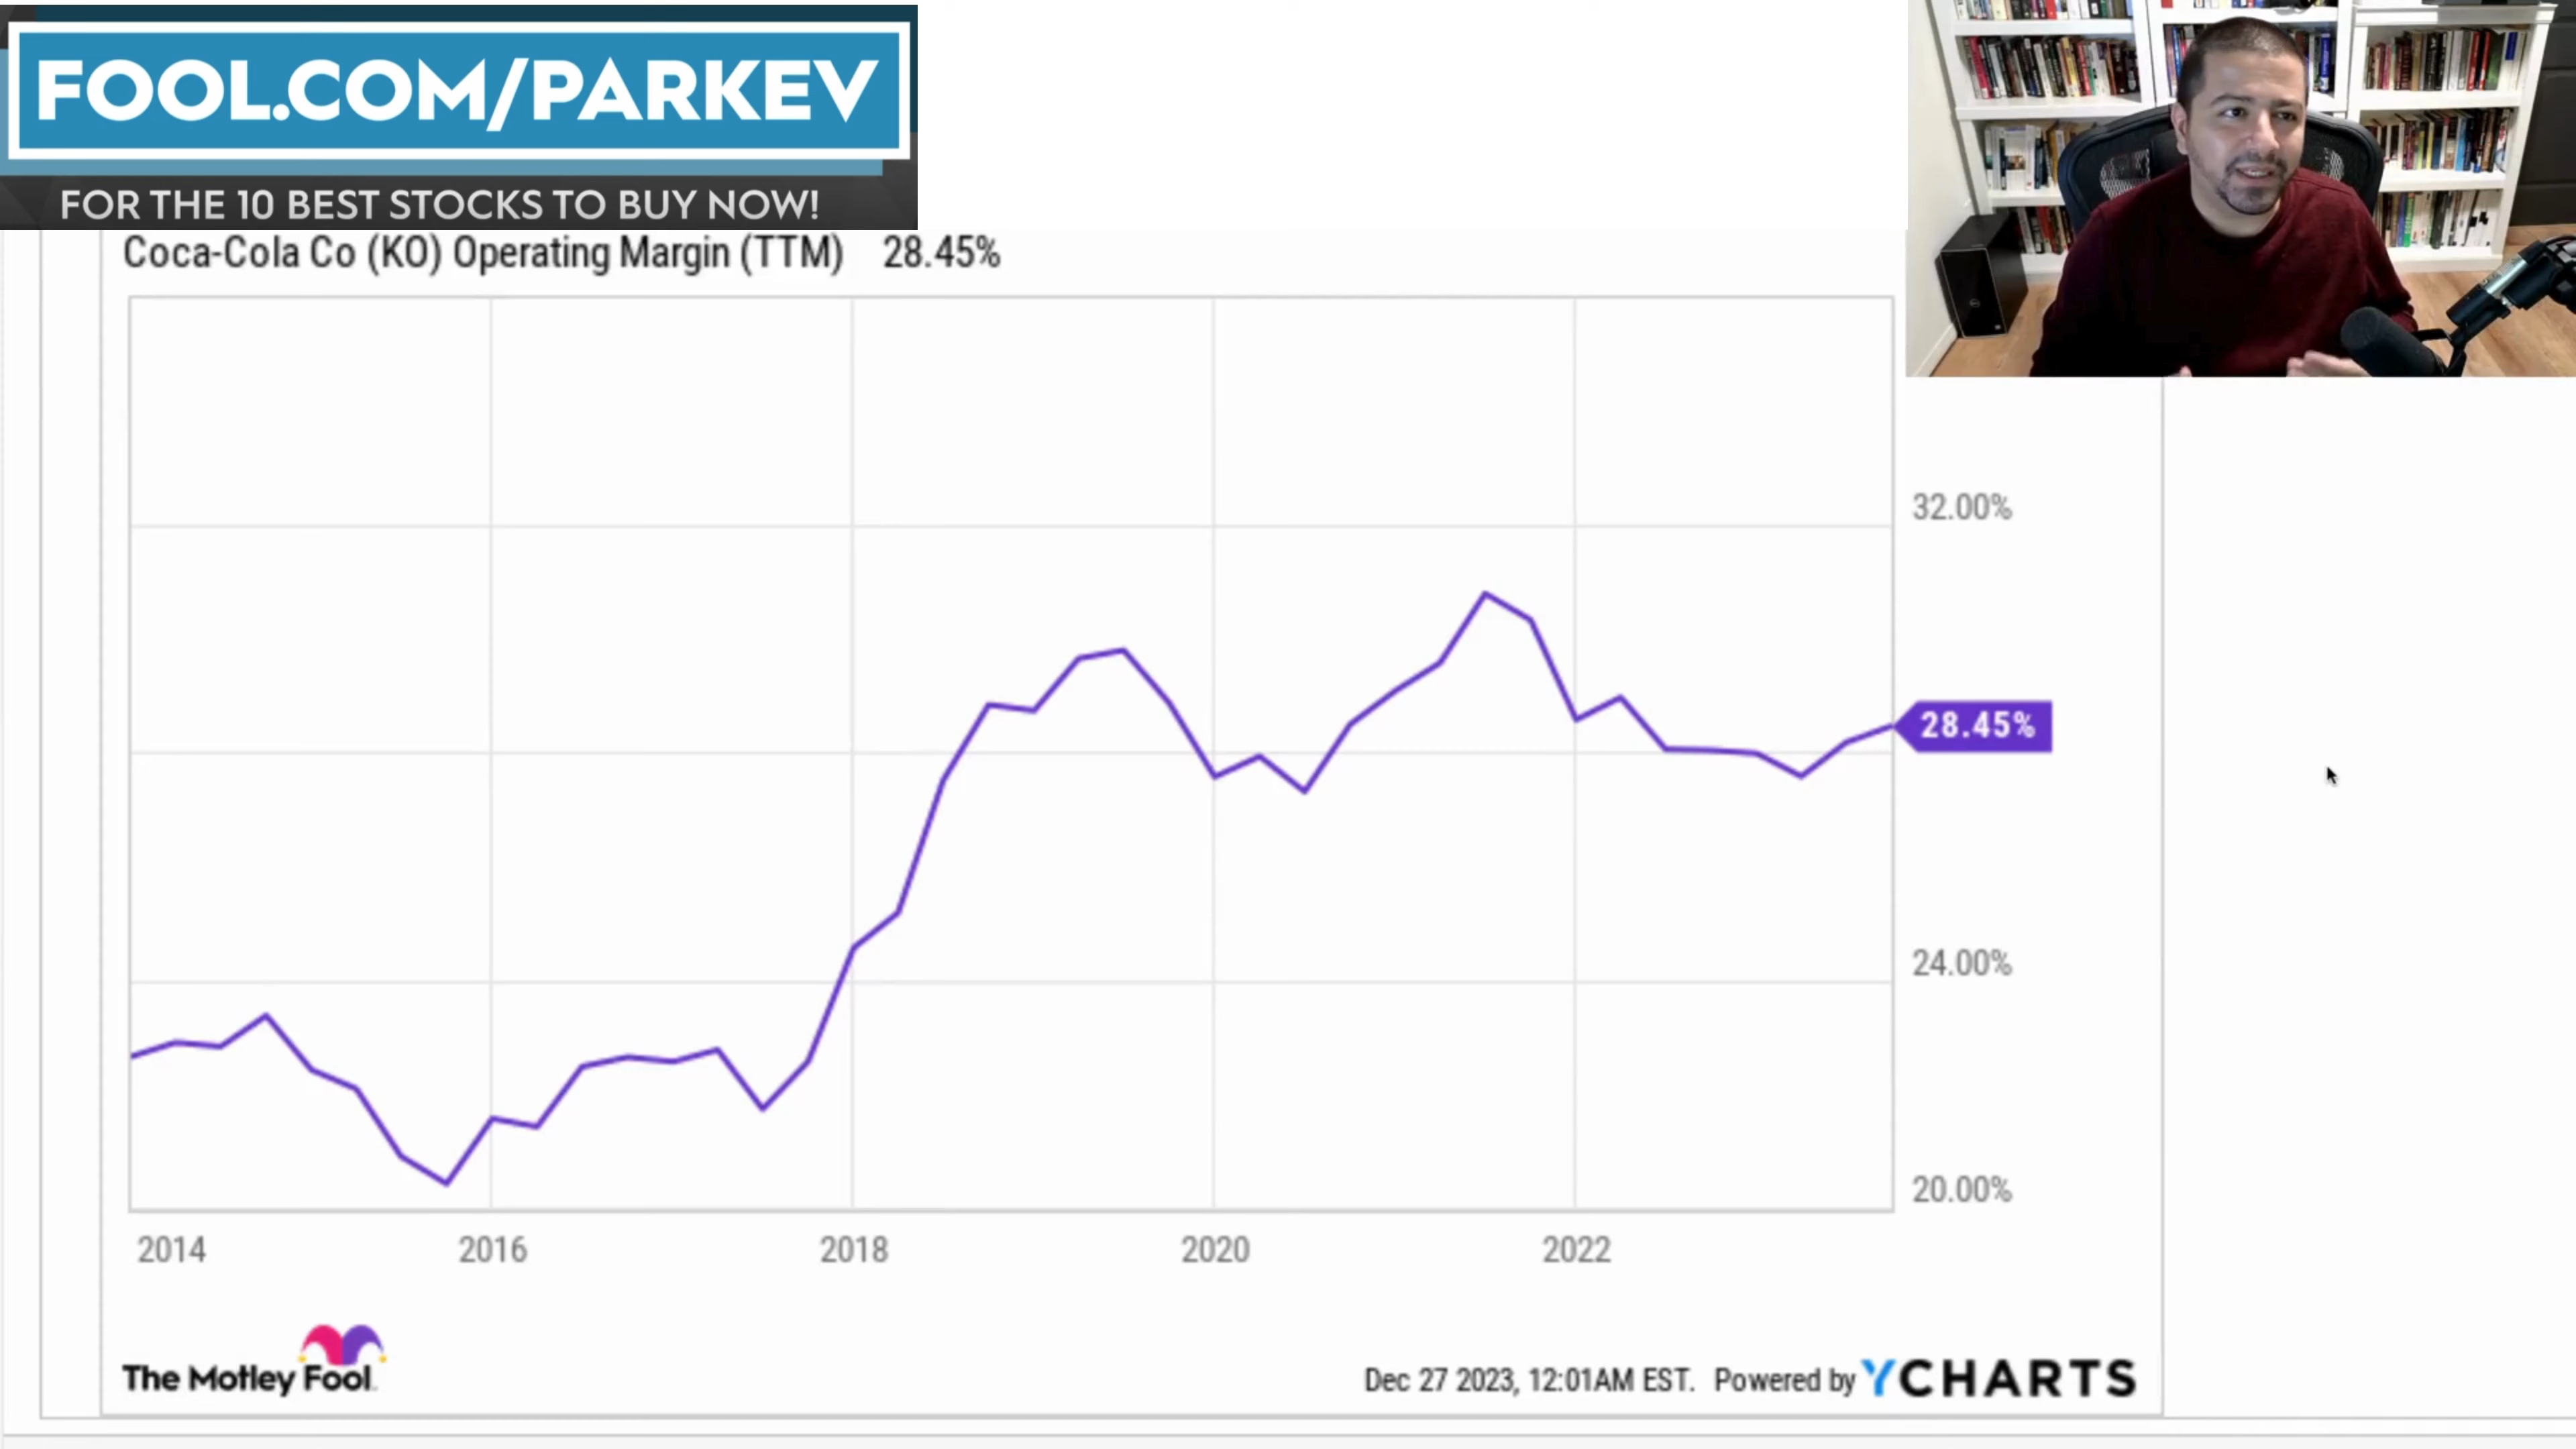 FOOL.COM/PARKEV
FOR THE 10 BEST STOCKS TO BUY NOW!
Coca-Cola Co (KO) Operating Margin (TTM) 28.45%
32.00%
28.45%
24.00%
20.00%
2014 2016 2018 2020 2022
The Motley Fool
Dec 27 2023, 12:01AM EST. Powered by YCHARTS